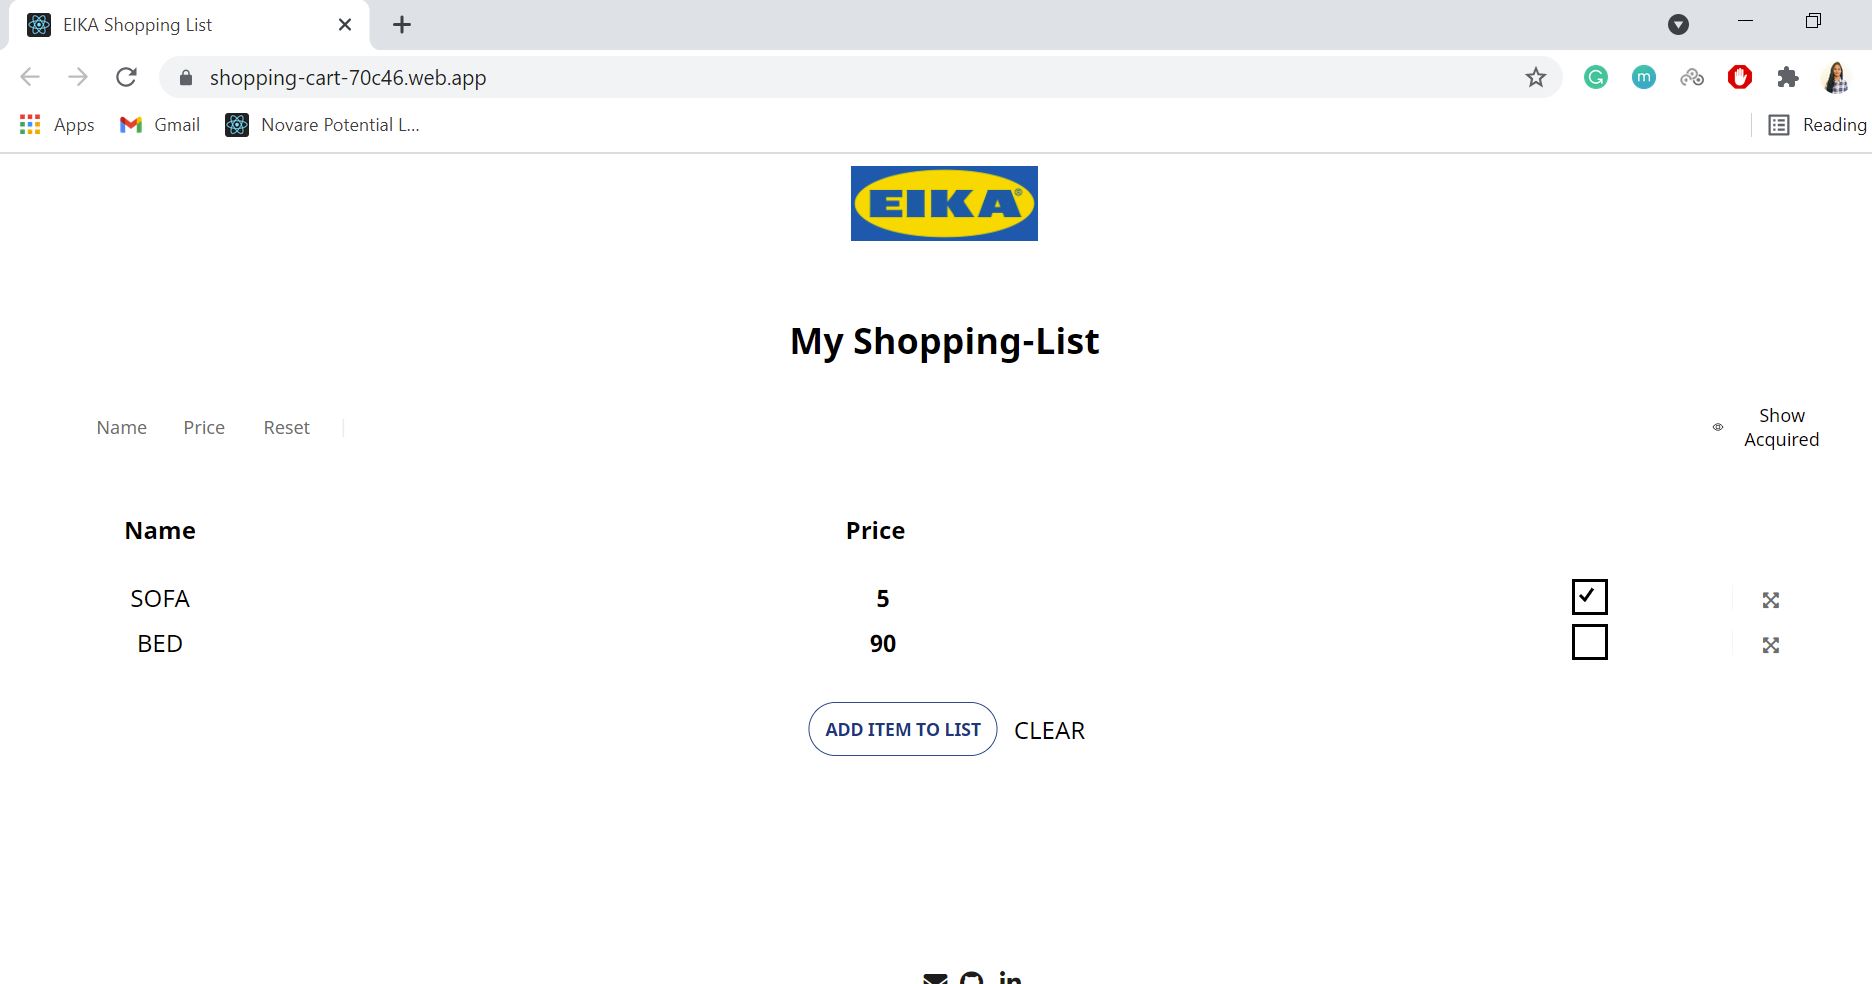 EIKA Shopping List
shopping-cart-70c46.web.app
Apps Gmail Novare Potential L... Reading
EIKA®
My Shopping-List
Name Price Reset Show
Acquired
Name Price
SOFA 5
BED 90
ADD ITEM TO LIST CLEAR